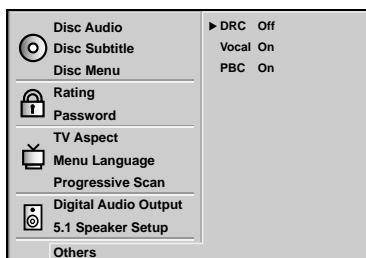 Disc Audio
Disc Subtitle
Disc Menu
Rating
Password
TV Aspect
Menu Language
Progressive Scan
Digital Audio Output
5.1 Speaker Setup
Others
DRC Off
Vocal On
PBC On